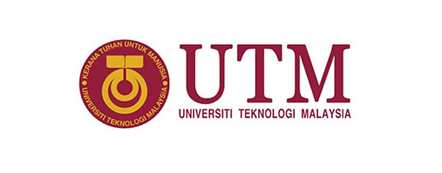 • KERANA TUHAN UNTUK MANUSIA •
UNIVERSITI TEKNOLOGI MALAYSIA
UTM
UNIVERSITI TEKNOLOGI MALAYSIA